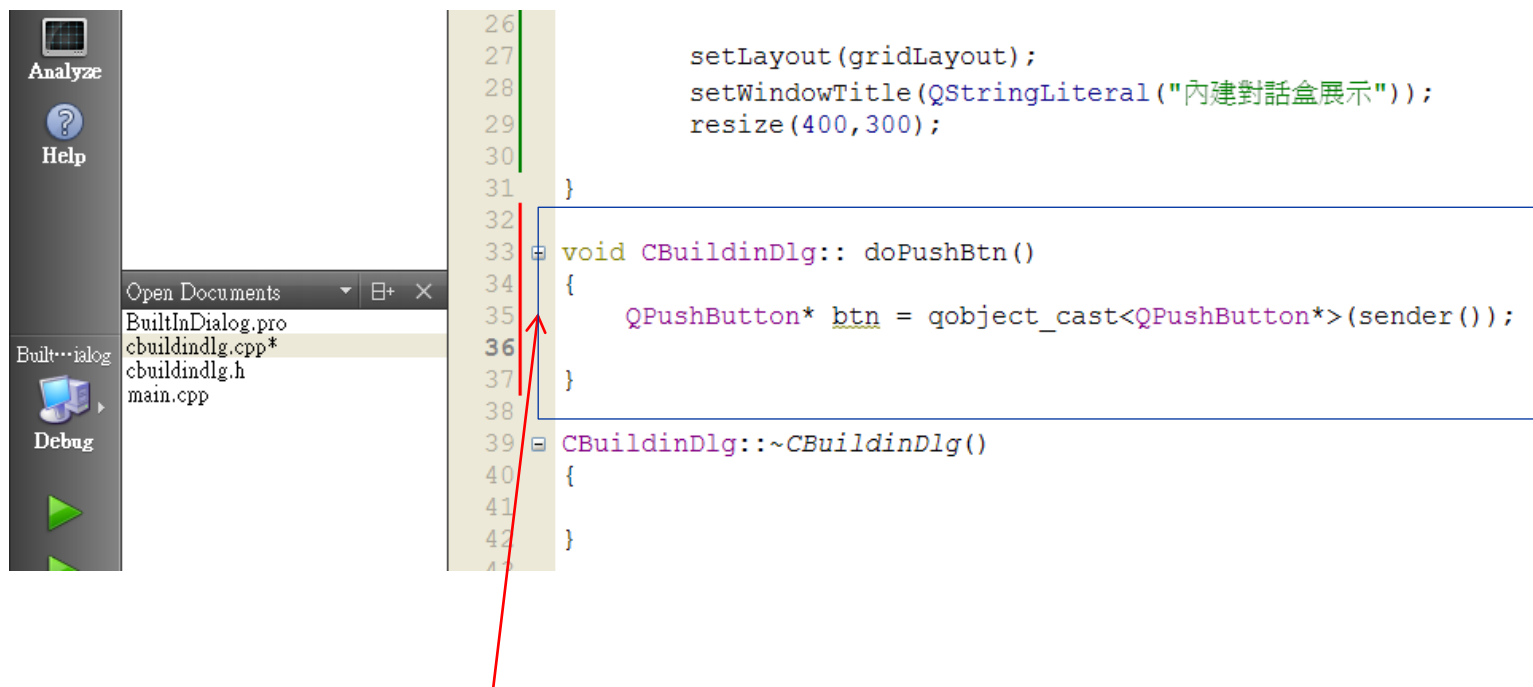 Analyze
Help
Open Documents
BuiltInDialog.pro
cbuildindlg.cpp*
cbuildindlg.h
main.cpp
Built···ialog
Debug
26
27 setLayout(gridLayout);
28 setWindowTitle(QStringLiteral("內建對話盒展示"));
29 resize(400,300);
30
31 }
32
33 void CBuildinDlg:: doPushBtn()
34 {
35 QPushButton* btn = qobject_cast<QPushButton*>(sender());
36
37 }
38
39 CBuildinDlg::~CBuildinDlg()
40 {
41
42 }